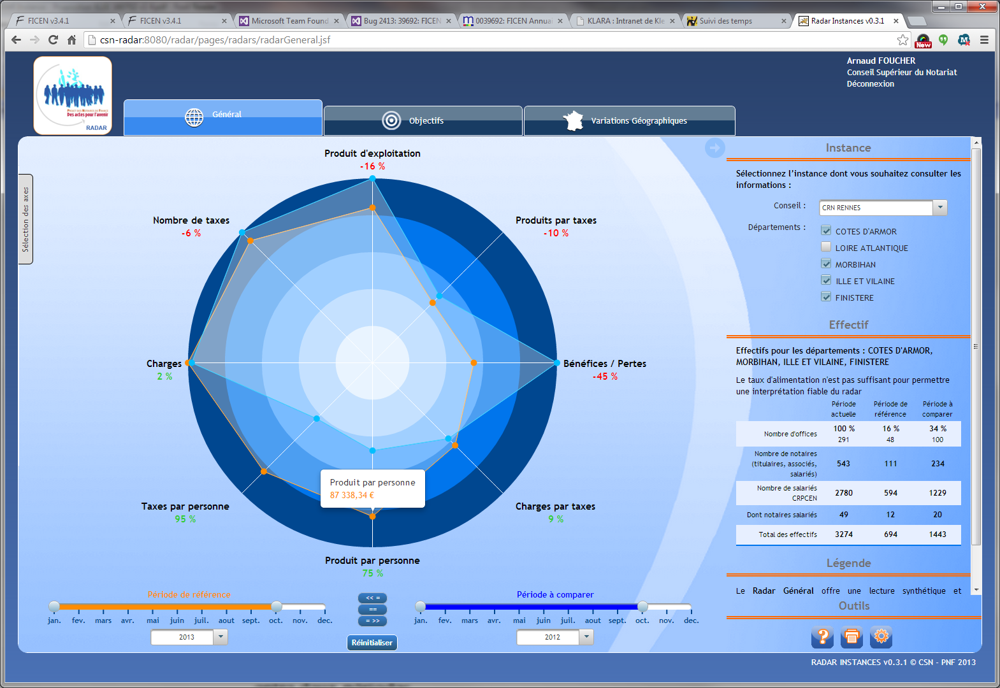 FICEN v3.4.1
FICEN v3.4.1
Microsoft Team Found
Bug 2413: 39692: FICEN
0039692: FICEN Annua
KLARA : Intranet de Kle
Suivi des temps
Radar Instances v0.3.1
csn-radar:8080/radar/pages/radars/radarGeneral.jsf
New
Arnaud FOUCHER
Conseil Supérieur du Notariat
Déconnexion
PROJET DES NOTAIRES DE FRANCE
Des actes pour l'avenir
RADAR
Général
Objectifs
Variations Géographiques
Sélection des axes
Produit d'exploitation
-16 %
Nombre de taxes
-6 %
Produits par taxes
-10 %
Charges
2 %
Bénéfices / Pertes
-45 %
Produit par personne
87 338,34 €
Taxes par personne
95 %
Charges par taxes
9 %
Produit par personne
75 %
Période de référence
jan. fev. mars avr. mai juin juil. aout sept. oct. nov. dec.
2013
<< =
==
= >>
Réinitialiser
Période à comparer
jan. fev. mars avr. mai juin juil. aout sept. oct. nov. dec.
2012
Instance
Sélectionnez l'instance dont vous souhaitez consulter les
informations :
Conseil : CRN RENNES
Départements : COTES D'ARMOR
LOIRE ATLANTIQUE
MORBIHAN
ILLE ET VILAINE
FINISTERE
Effectif
Effectifs pour les départements : COTES D'ARMOR,
MORBIHAN, ILLE ET VILAINE, FINISTERE
Le taux d'alimentation n'est pas suffisant pour permettre
une interprétation fiable du radar
Période Période de Période à
actuelle référence comparer
Nombre d'offices 100 % 16 % 34 %
291 48 100
Nombre de notaires
(titulaires, associés, 543 111 234
salariés)
Nombre de salariés 2780 594 1229
CRPCEN
Dont notaires salariés 49 12 20
Total des effectifs 3274 694 1443
Légende
Le Radar Général offre une lecture synthétique et
Outils
RADAR INSTANCES v0.3.1 © CSN - PNF 2013